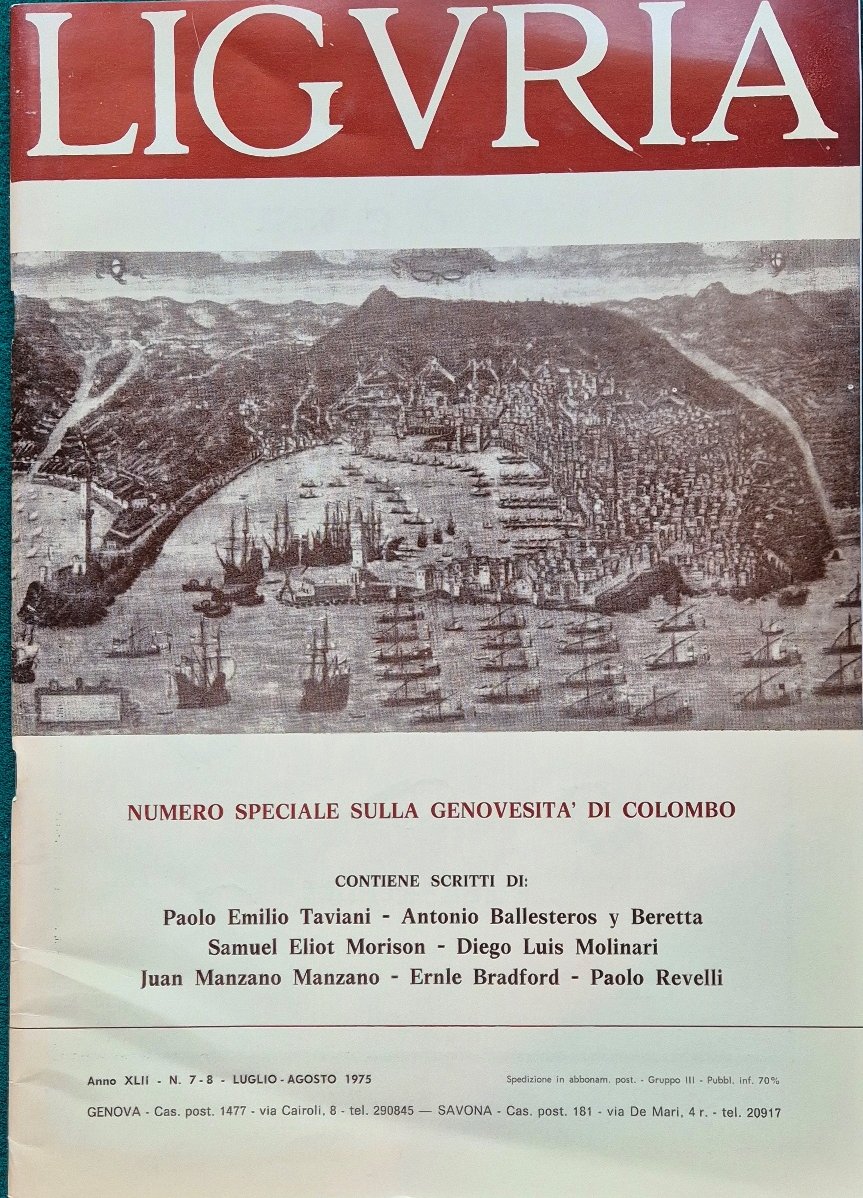 LIGVRIA
NUMERO SPECIALE SULLA GENOVESITA' DI COLOMBO
CONTIENE SCRITTI DI:
Paolo Emilio Taviani - Antonio Ballesteros y Beretta
Samuel Eliot Morison - Diego Luis Molinari
Juan Manzano Manzano - Ernle Bradford - Paolo Revelli
Anno XLII - N. 7-8 - LUGLIO-AGOSTO 1975 Spedizione in abbonam. post. - Gruppo III - Pubbl. inf. 70%
GENOVA - Cas. post. 1477 - via Cairoli, 8 - tel. 290845 — SAVONA - Cas. post. 181 - via De Mari, 4 r. - tel. 20917